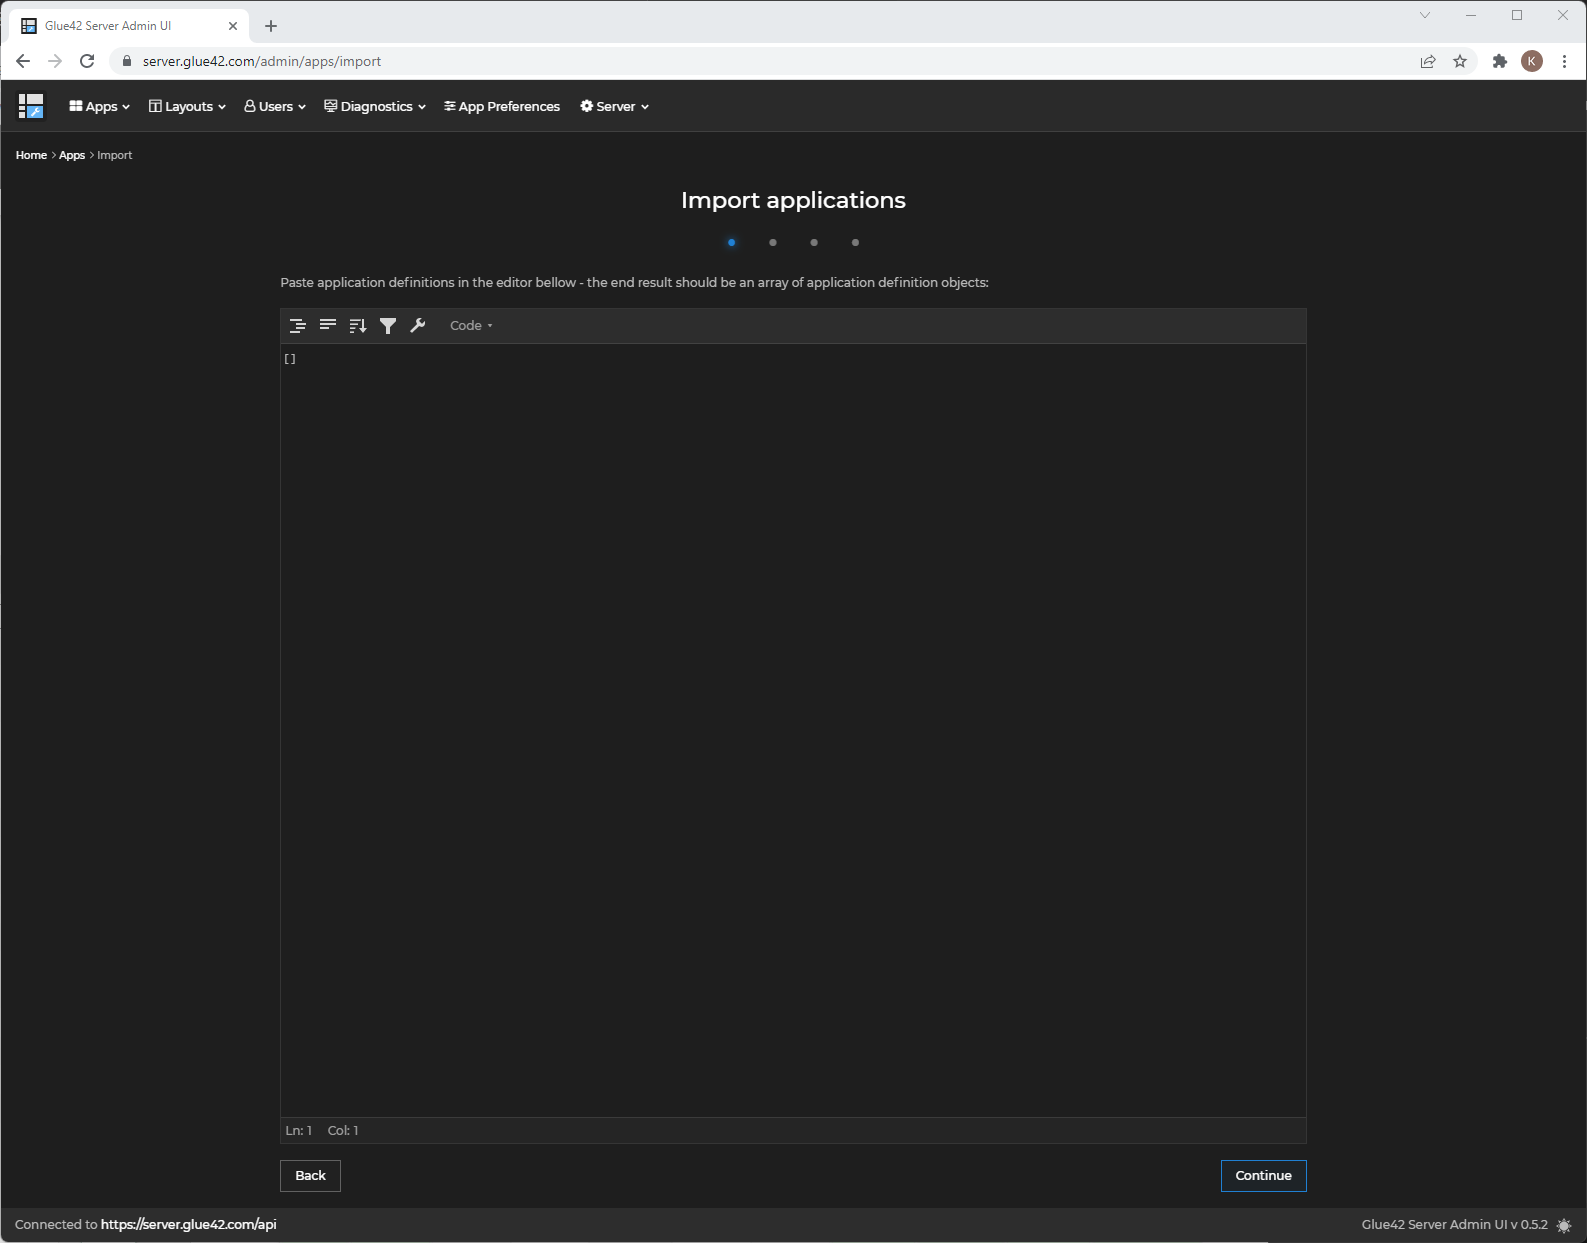 Glue42 Server Admin UI
server.glue42.com/admin/apps/import
K
Apps Layouts Users Diagnostics App Preferences Server
Home > Apps > Import
Import applications
Paste application definitions in the editor bellow - the end result should be an array of application definition objects:
Code
[]
Ln: 1 Col: 1
Back Continue
Connected to https://server.glue42.com/api Glue42 Server Admin UI v 0.5.2